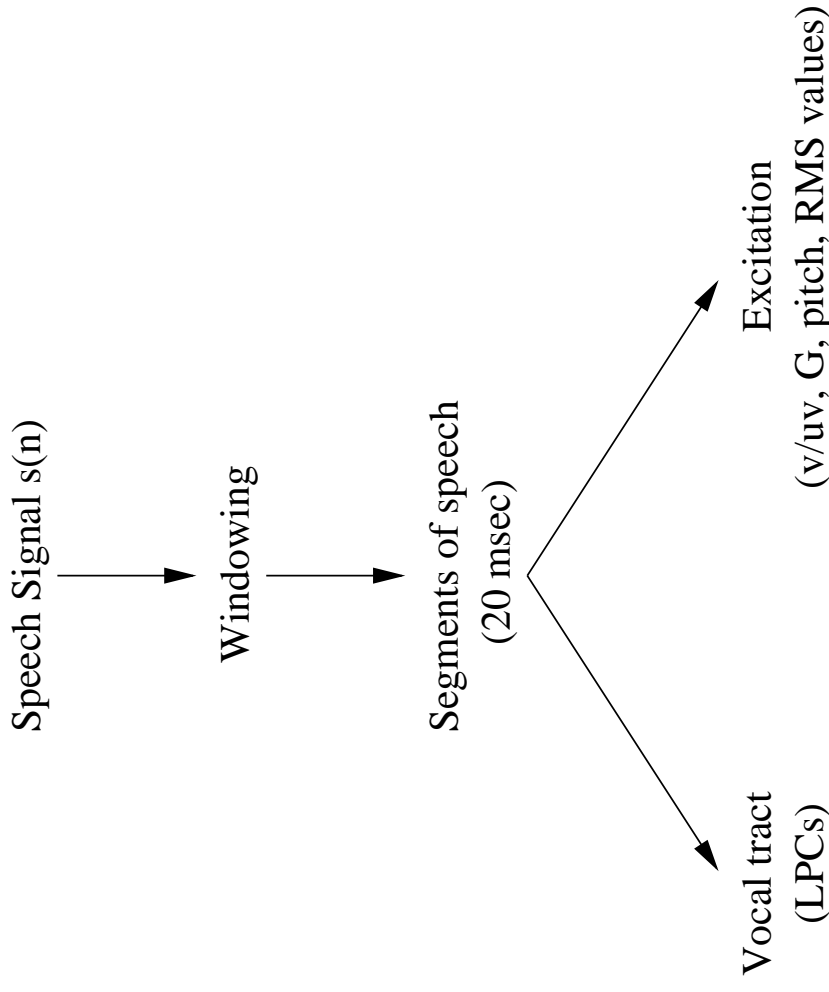 Speech Signal s(n)
Windowing
Segments of speech
(20 msec)
Vocal tract
(LPCs)
Excitation
(v/uv, G, pitch, RMS values)